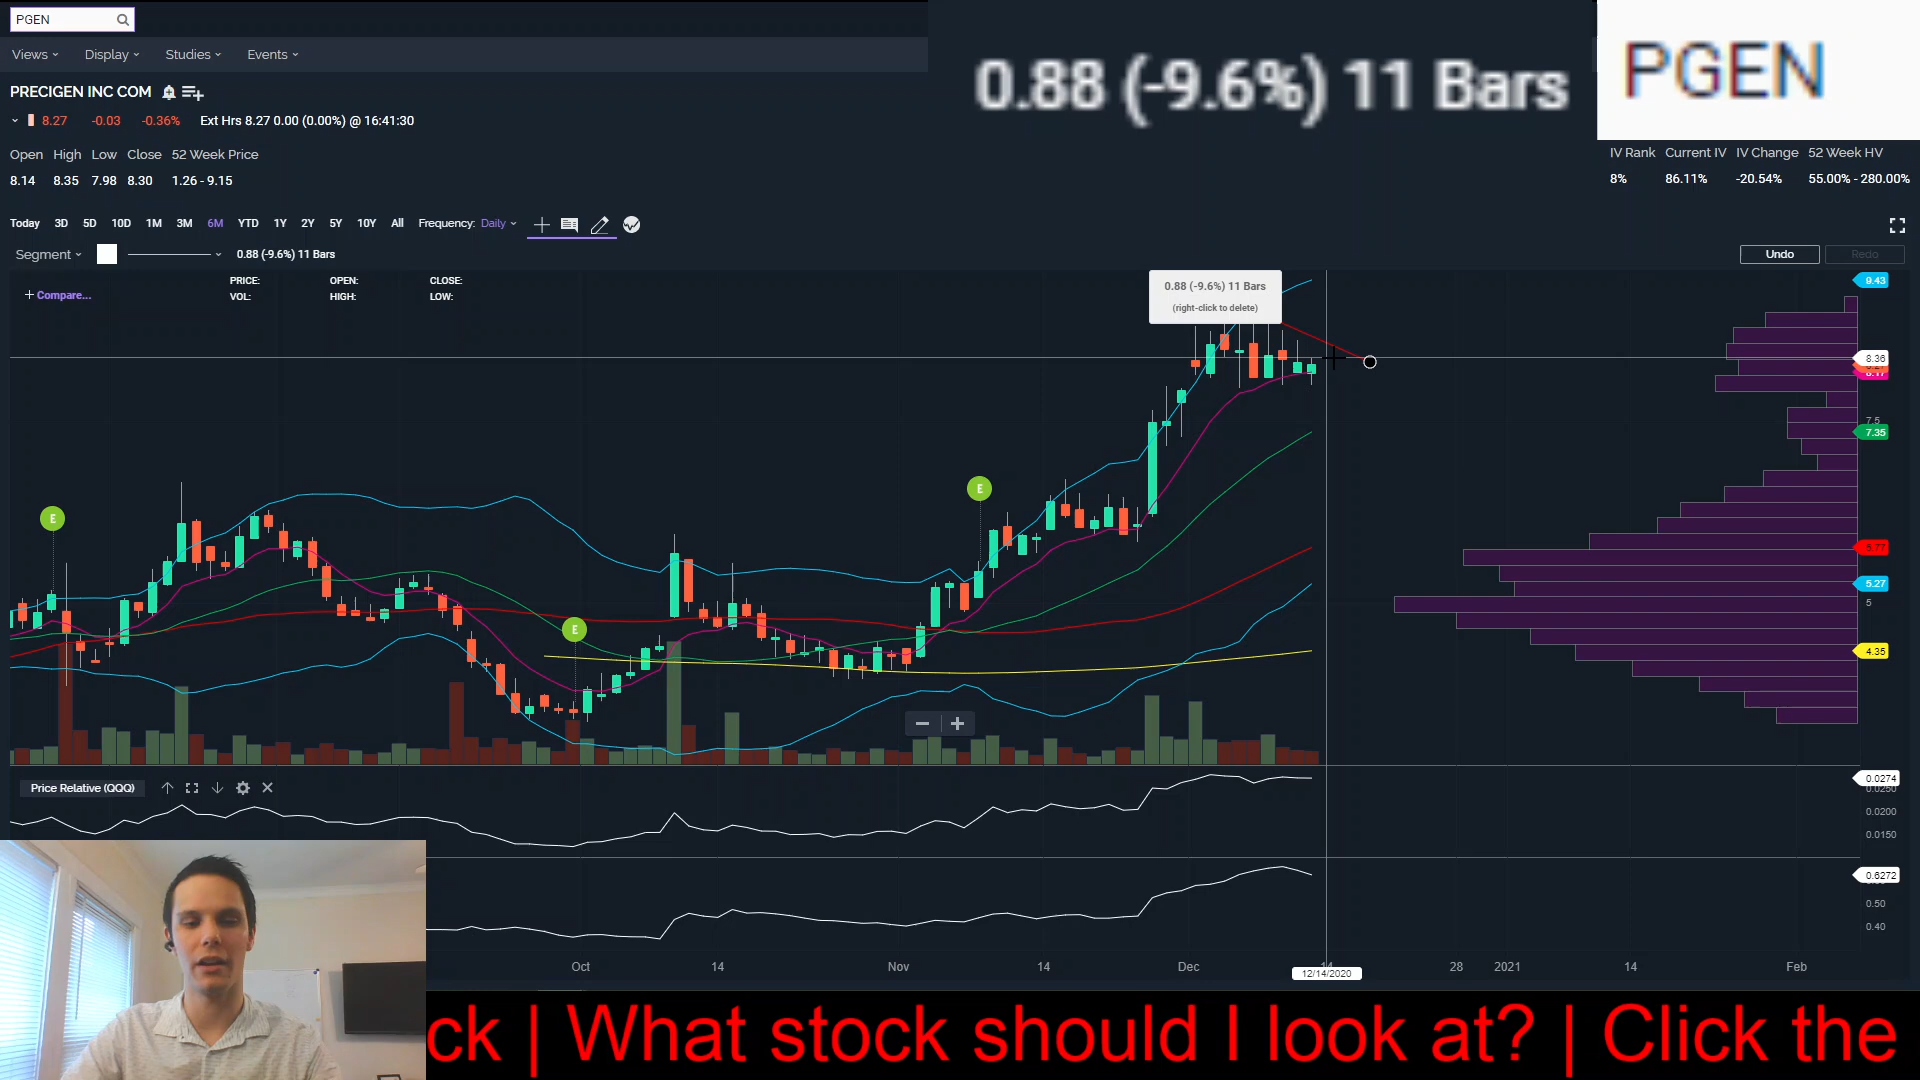 PGEN
0.88 (-9.6%) 11 Bars
PGEN
Views Display Studies Events
PRECIGEN INC COM
8.27 -0.03 -0.36% Ext Hrs 8.27 0.00 (0.00%) @ 16:41:30
Open High Low Close 52 Week Price
8.14 8.35 7.98 8.30 1.26 - 9.15
IV Rank Current IV IV Change 52 Week HV
8% 86.11% -20.54% 55.00% - 280.00%
Today 3D 5D 10D 1M 3M 6M YTD 1Y 2Y 5Y 10Y All Frequency: Daily
Segment 0.88 (-9.6%) 11 Bars Undo Redo
+ Compare...
PRICE: OPEN: CLOSE:
VOL: HIGH: LOW:
0.88 (-9.6%) 11 Bars
(right-click to delete)
9.43
8.36
7.5
7.35
E
E
5.77
5.27
5
E
4.35
Price Relative (QQQ)
0.0274
0.0250
0.0200
0.0150
0.6272
0.50
0.40
Oct 14 Nov 14 Dec 14 28 2021 14 Feb
12/14/2020
ck | What stock should I look at? | Click the